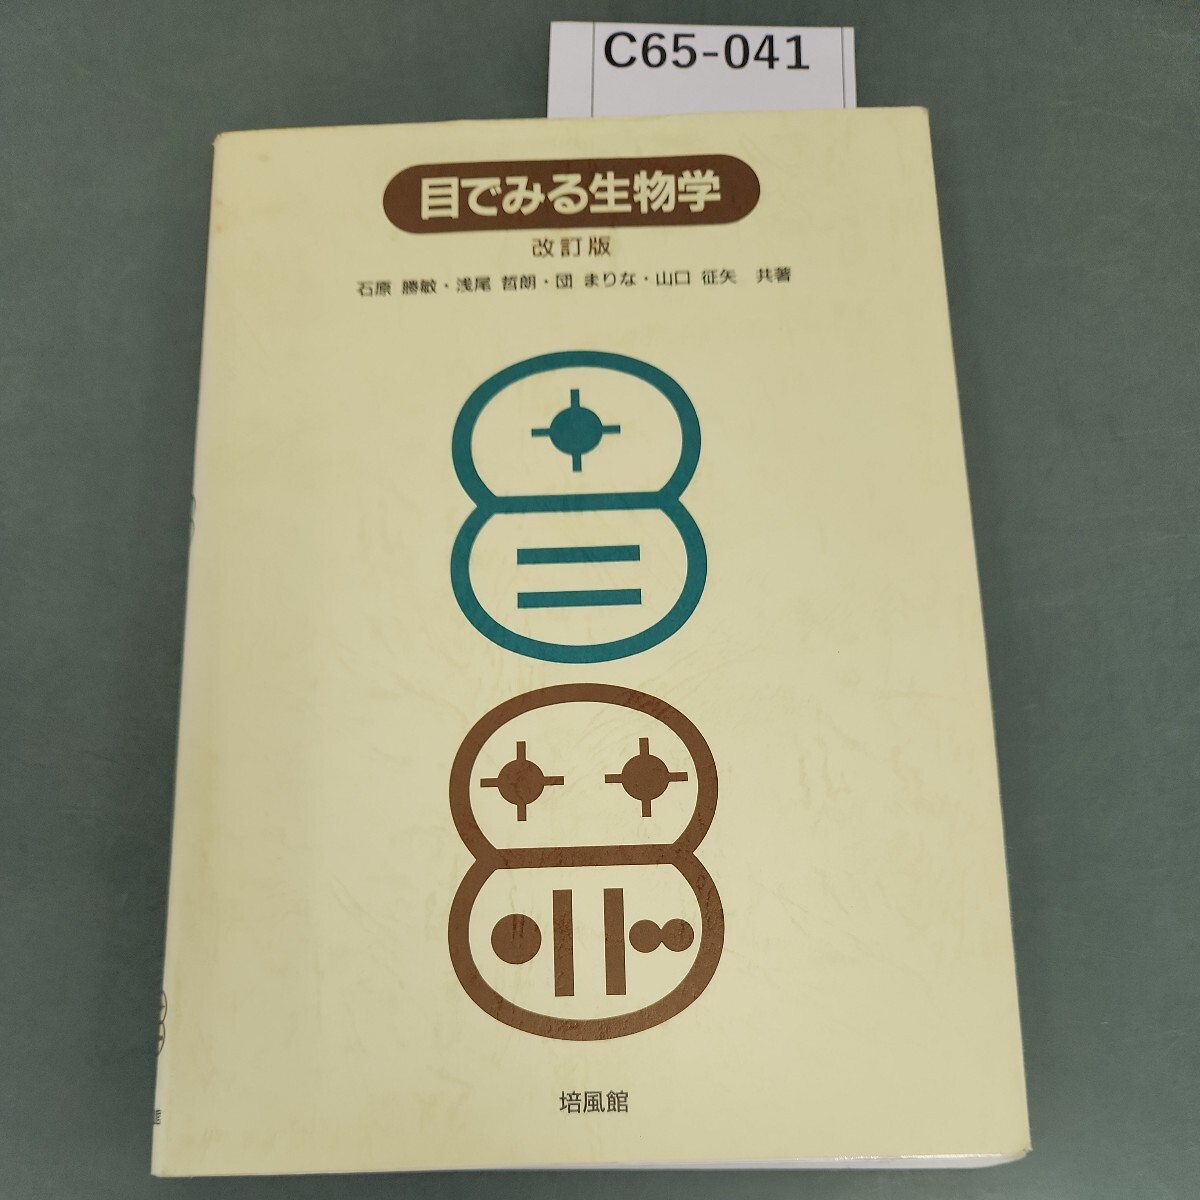 C65-041
目でみる生物学
改訂版
石原 勝敏・浅尾 哲朗・団 まりな・山口 征矢 共著
培風館